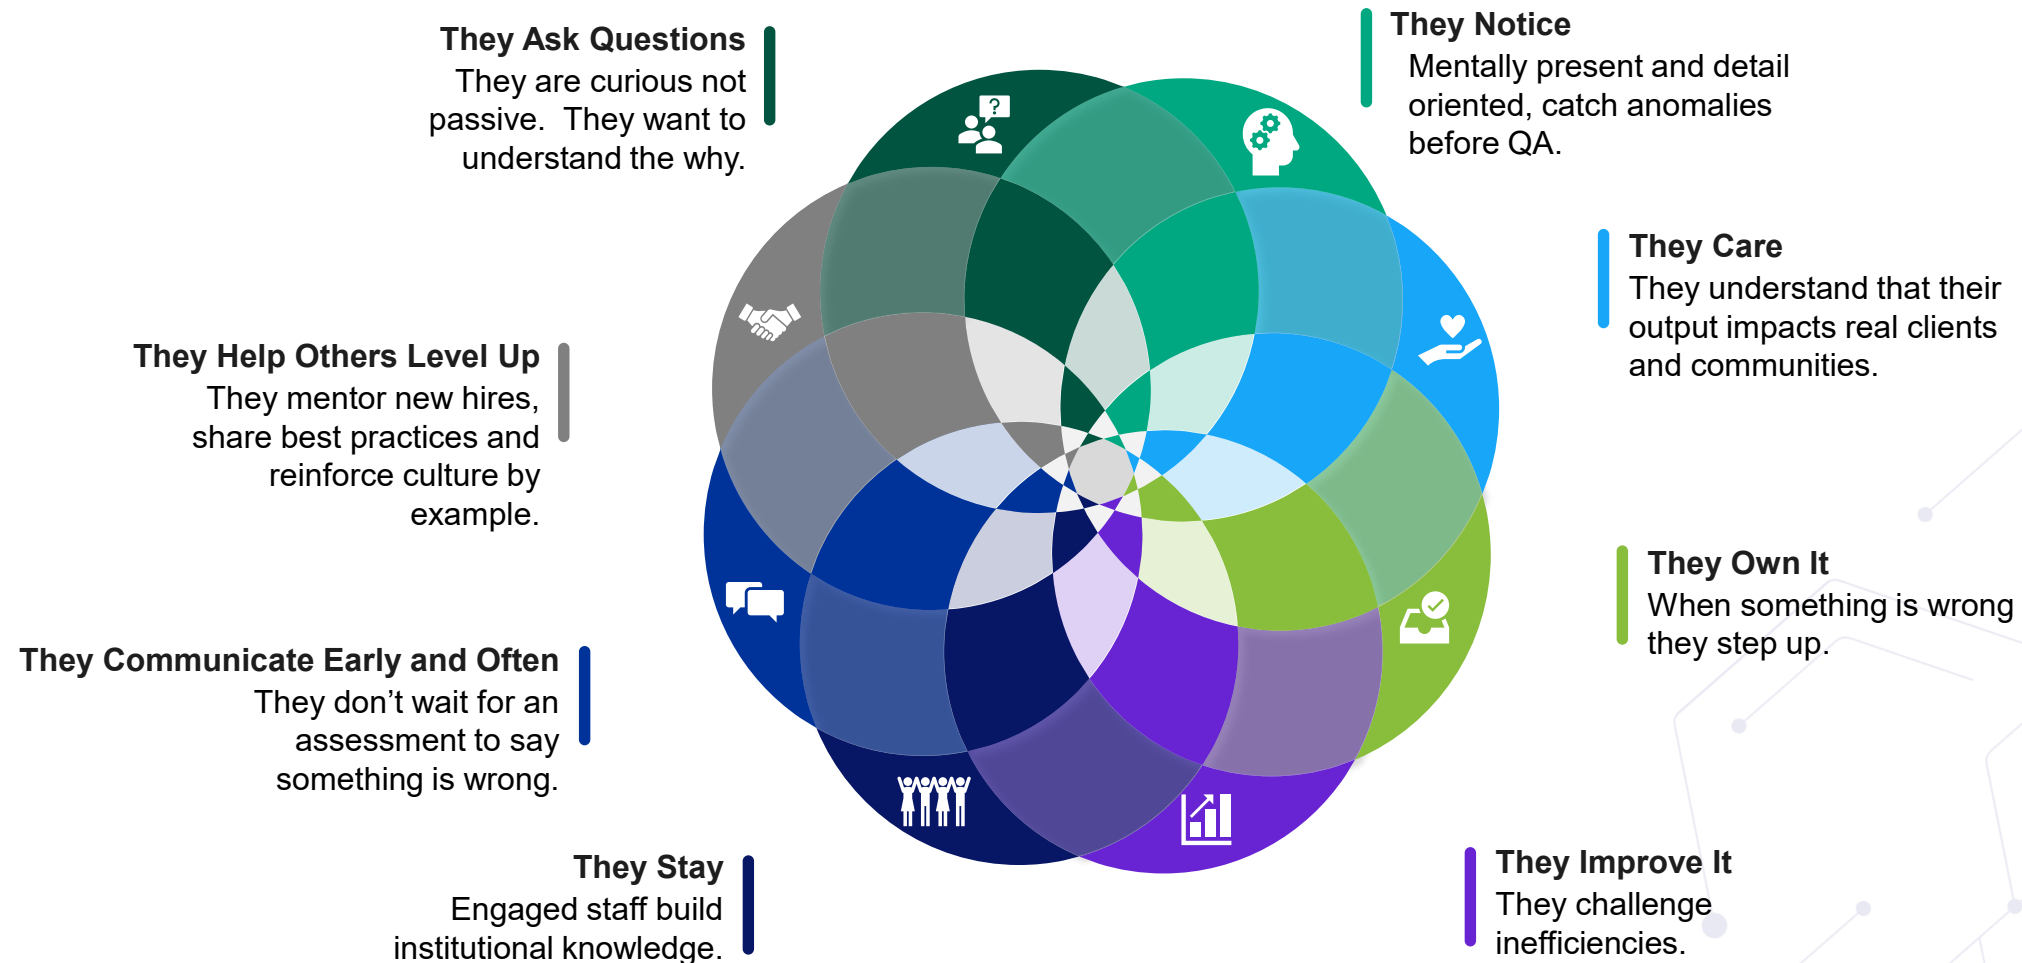 They Ask Questions
They are curious not
passive.  They want to
understand the why.
They Notice
Mentally present and detail
oriented, catch anomalies
before QA.
They Care
They understand that their
output impacts real clients
and communities.
They Own It
When something is wrong
they step up.
They Improve It
They challenge
inefficiencies.
They Stay
Engaged staff build
institutional knowledge.
They Communicate Early and Often
They don’t wait for an
assessment to say
something is wrong.
They Help Others Level Up
They mentor new hires,
share best practices and
reinforce culture by
example.
?